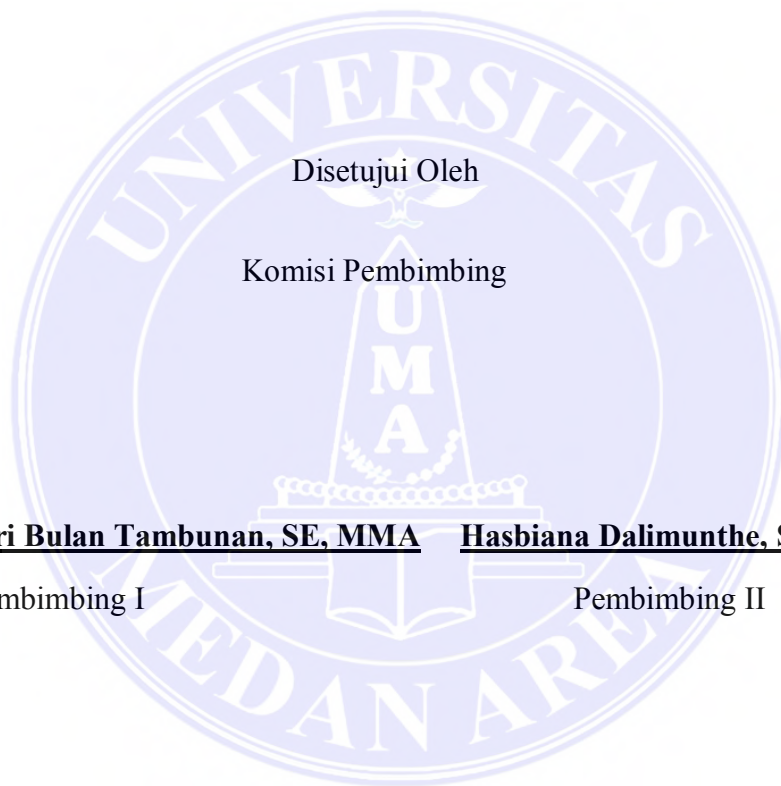 UNIVERSITAS
Disetujui Oleh
Komisi Pembimbing
U
M
A
ri Bulan Tambunan, SE, MMA Hasbiana Dalimunthe, S
mbimbing I Pembimbing II
MEDAN AREA